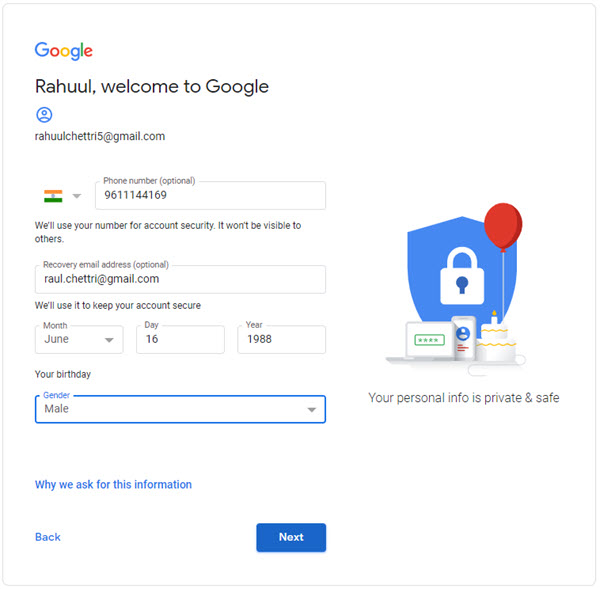 Google
Rahuul, welcome to Google
rahuulchettri5@gmail.com
Phone number (optional)
9611144169
We'll use your number for account security. It won't be visible to
others.
Recovery email address (optional)
raul.chettri@gmail.com
We'll use it to keep your account secure
Month Day Year
June 16 1988
Your birthday
Gender
Male
****
Your personal info is private & safe
Why we ask for this information
Back Next